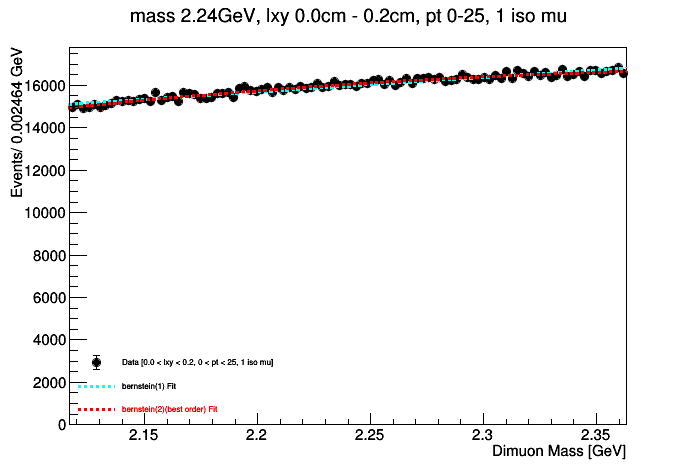 mass 2.24GeV, lxy 0.0cm - 0.2cm, pt 0-25, 1 iso mu
Events/ 0.002464 GeV
16000
14000
12000
10000
8000
6000
4000
2000
0
Data [0.0 < lxy < 0.2, 0 < pt < 25, 1 iso mu]
bernstein(1) Fit
bernstein(2)(best order) Fit
2.15 2.2 2.25 2.3 2.35
Dimuon Mass [GeV]